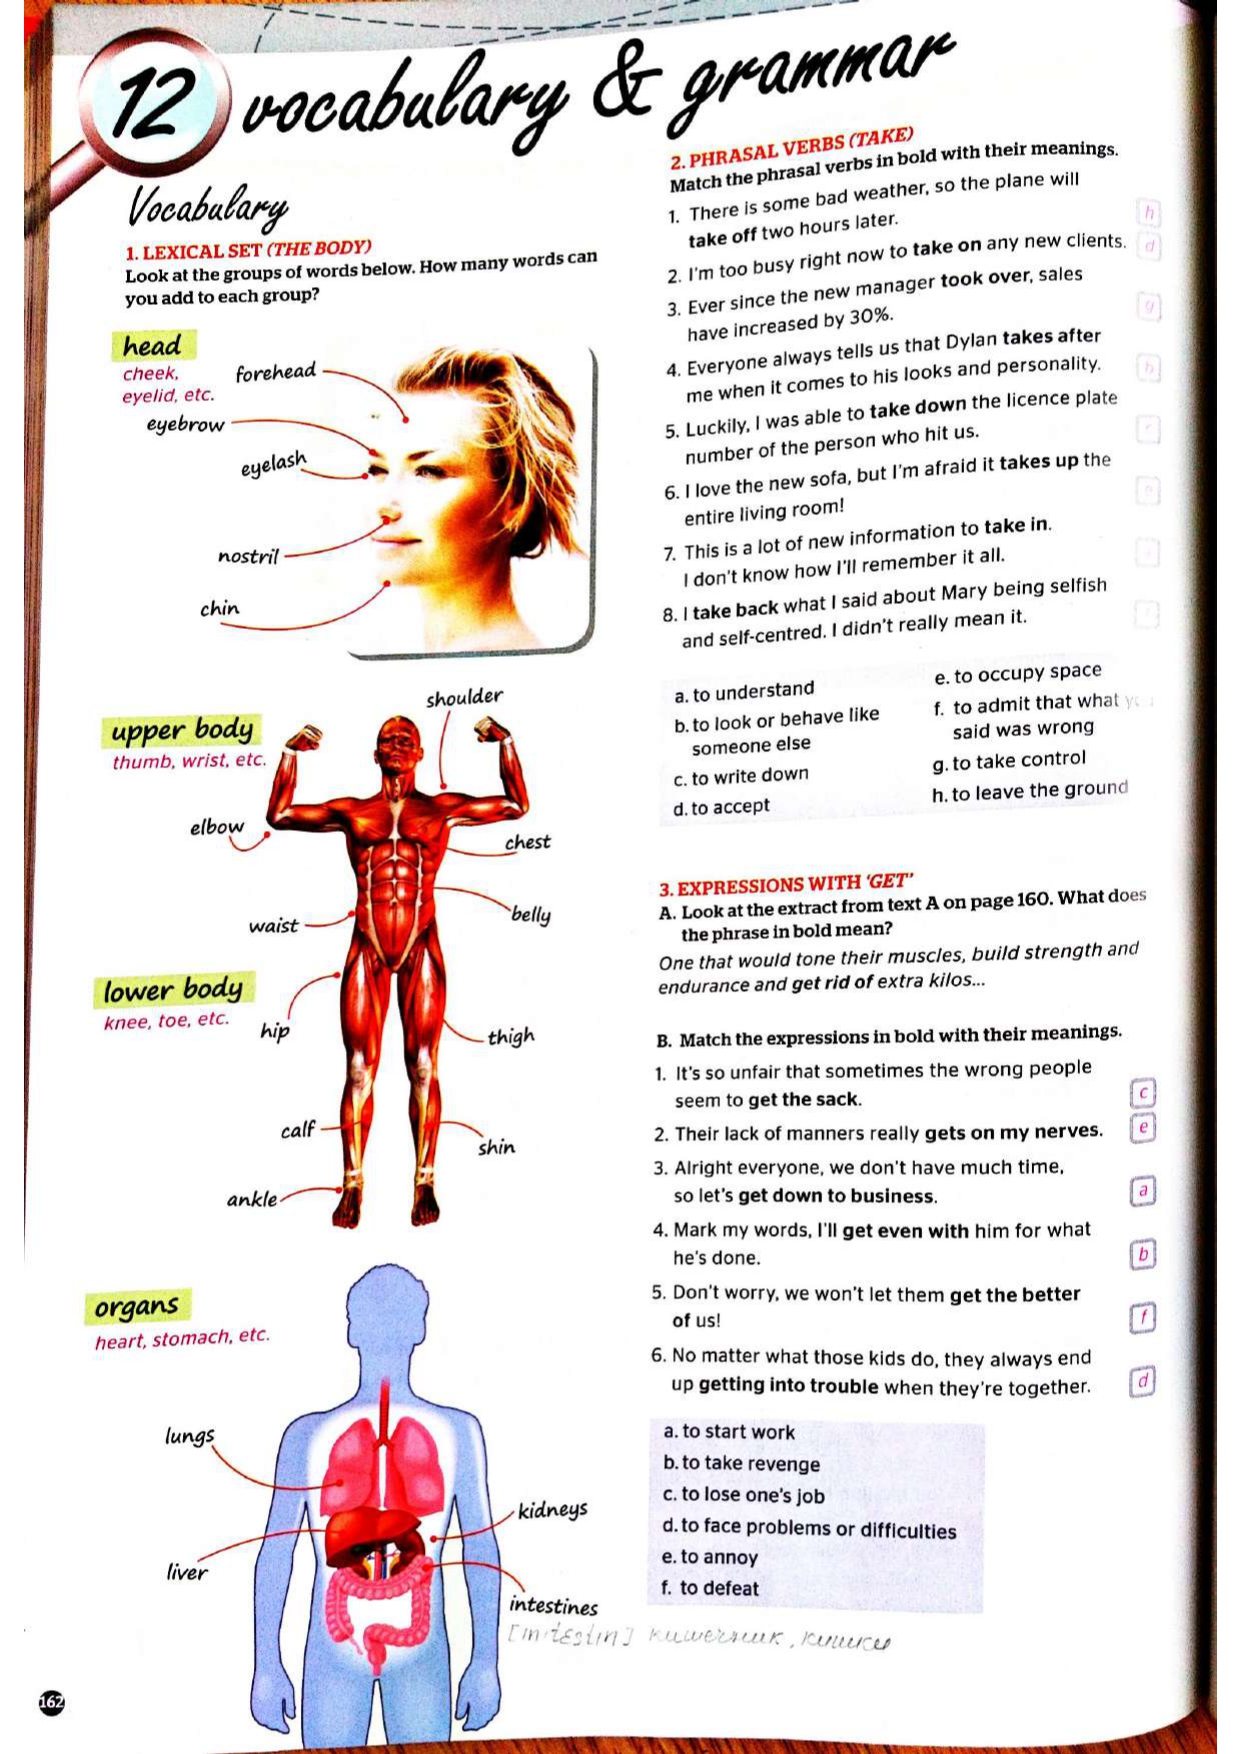 12 vocabulary & grammar
Vocabulary
1. LEXICAL SET (THE BODY)
Look at the groups of words below. How many words can
you add to each group?
head
cheek,
eyelid, etc.
forehead
eyebrow
eyelash
nostril
chin
upper body
thumb, wrist, etc.
shoulder
elbow
chest
waist
belly
lower body
knee, toe, etc.
hip
thigh
calf
shin
ankle
organs
heart, stomach, etc.
lungs
kidneys
liver
intestines
кишечник, кишки
162
2. PHRASAL VERBS (TAKE)
Match the phrasal verbs in bold with their meanings.
1. There is some bad weather, so the plane will
take off two hours later.
h
2. I'm too busy right now to take on any new clients.
d
3. Ever since the new manager took over, sales
have increased by 30%.
g
4. Everyone always tells us that Dylan takes after
me when it comes to his looks and personality.
b
5. Luckily, I was able to take down the licence plate
number of the person who hit us.
6. I love the new sofa, but I'm afraid it takes up the
entire living room!
7. This is a lot of new information to take in.
I don't know how I'll remember it all.
8. I take back what I said about Mary being selfish
and self-centred. I didn't really mean it.
a. to understand
b. to look or behave like
someone else
c. to write down
d. to accept
e. to occupy space
f. to admit that what
said was wrong
g. to take control
h. to leave the ground
3. EXPRESSIONS WITH 'GET'
A. Look at the extract from text A on page 160. What does
the phrase in bold mean?
One that would tone their muscles, build strength and
endurance and get rid of extra kilos...
B. Match the expressions in bold with their meanings.
1. It's so unfair that sometimes the wrong people
seem to get the sack.
c
2. Their lack of manners really gets on my nerves.
e
3. Alright everyone, we don't have much time,
so let's get down to business.
a
4. Mark my words, I'll get even with him for what
he's done.
b
5. Don't worry, we won't let them get the better
of us!
f
6. No matter what those kids do, they always end
up getting into trouble when they're together.
d
a. to start work
b. to take revenge
c. to lose one's job
d. to face problems or difficulties
e. to annoy
f. to defeat